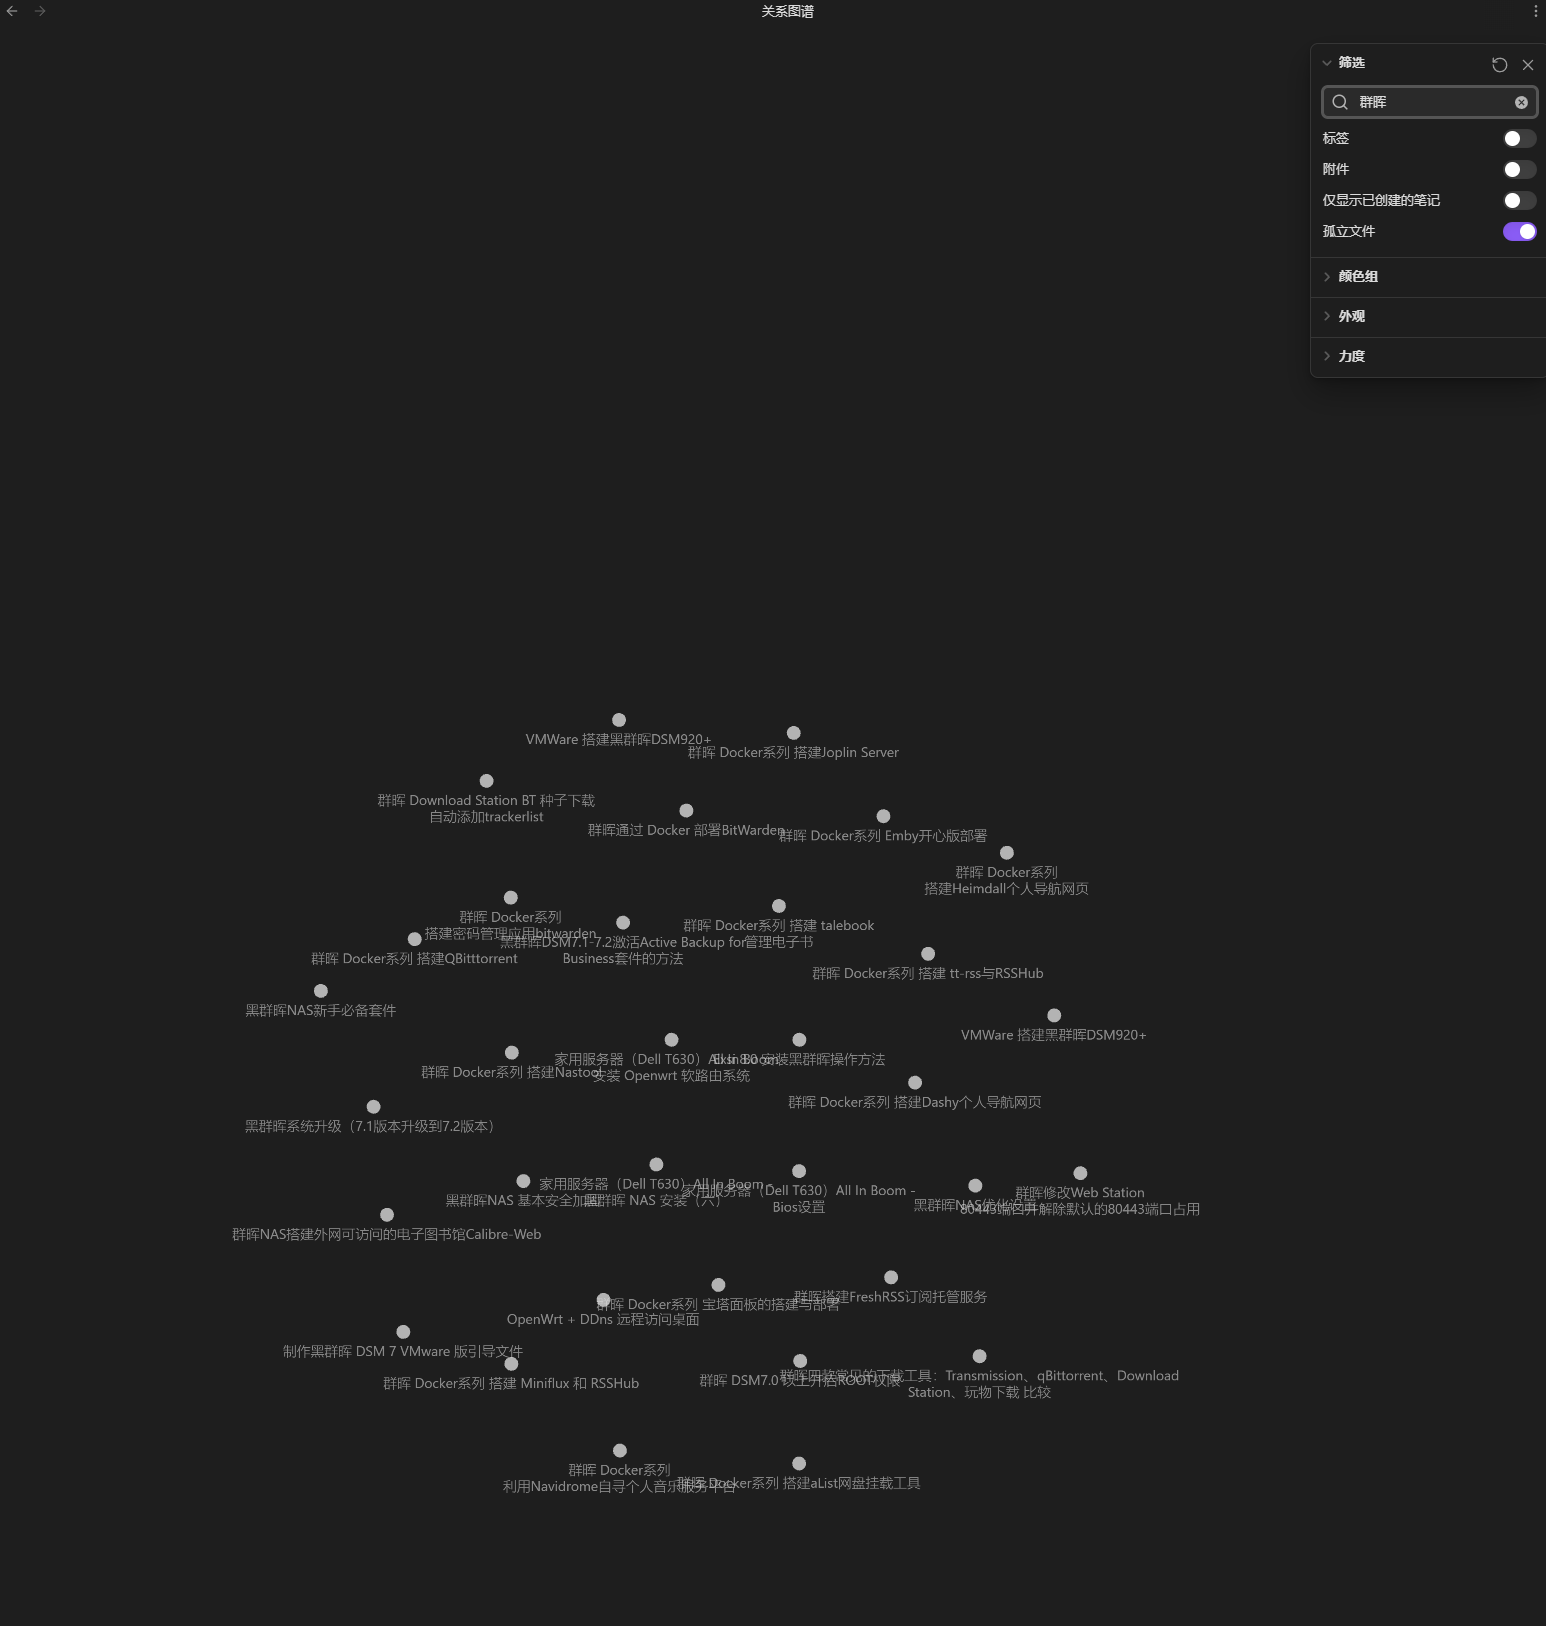 关系图谱
筛选
群晖
标签
附件
仅显示已创建的笔记
孤立文件
颜色组
外观
力度
VMWare 搭建黑群晖DSM920+
群晖 Docker系列 搭建Joplin Server
群晖 Download Station BT 种子下载
自动添加trackerlist
群晖通过 Docker 部署BitWarden
群晖 Docker系列 Emby开心版部署
群晖 Docker系列
搭建Heimdall个人导航网页
群晖 Docker系列
搭建密码管理应用bitwarden
群晖 Docker系列 搭建 talebook
管理电子书
黑群晖DSM7.1-7.2激活Active Backup for
Business套件的方法
群晖 Docker系列 搭建QBitttorrent
群晖 Docker系列 搭建 tt-rss与RSSHub
黑群晖NAS新手必备套件
VMWare 搭建黑群晖DSM920+
家用服务器（Dell T630）All In Boom
安装 Openwrt 软路由系统
安装黑群晖操作方法
群晖 Docker系列 搭建Nastool
群晖 Docker系列 搭建Dashy个人导航网页
黑群晖系统升级（7.1版本升级到7.2版本）
家用服务器（Dell T630）All In Boom -
黑群晖 NAS 安装（六）
家用服务器（Dell T630）All In Boom -
Bios设置
黑群晖NAS 基本安全加固
黑群晖NAS优化设置
群晖修改Web Station
80443端口并解除默认的80443端口占用
群晖NAS搭建外网可访问的电子图书馆Calibre-Web
群晖搭建FreshRSS订阅托管服务
群晖 Docker系列 宝塔面板的搭建与部署
OpenWrt + DDns 远程访问桌面
制作黑群晖 DSM 7 VMware 版引导文件
群晖 Docker系列 搭建 Miniflux 和 RSSHub
群晖 DSM7.0 以上开启ROOT权限
群晖四款常见的下载工具：Transmission、qBittorrent、Download
Station、玩物下载 比较
群晖 Docker系列
利用Navidrome自寻个人音乐服务平台
群晖 Docker系列 搭建aList网盘挂载工具